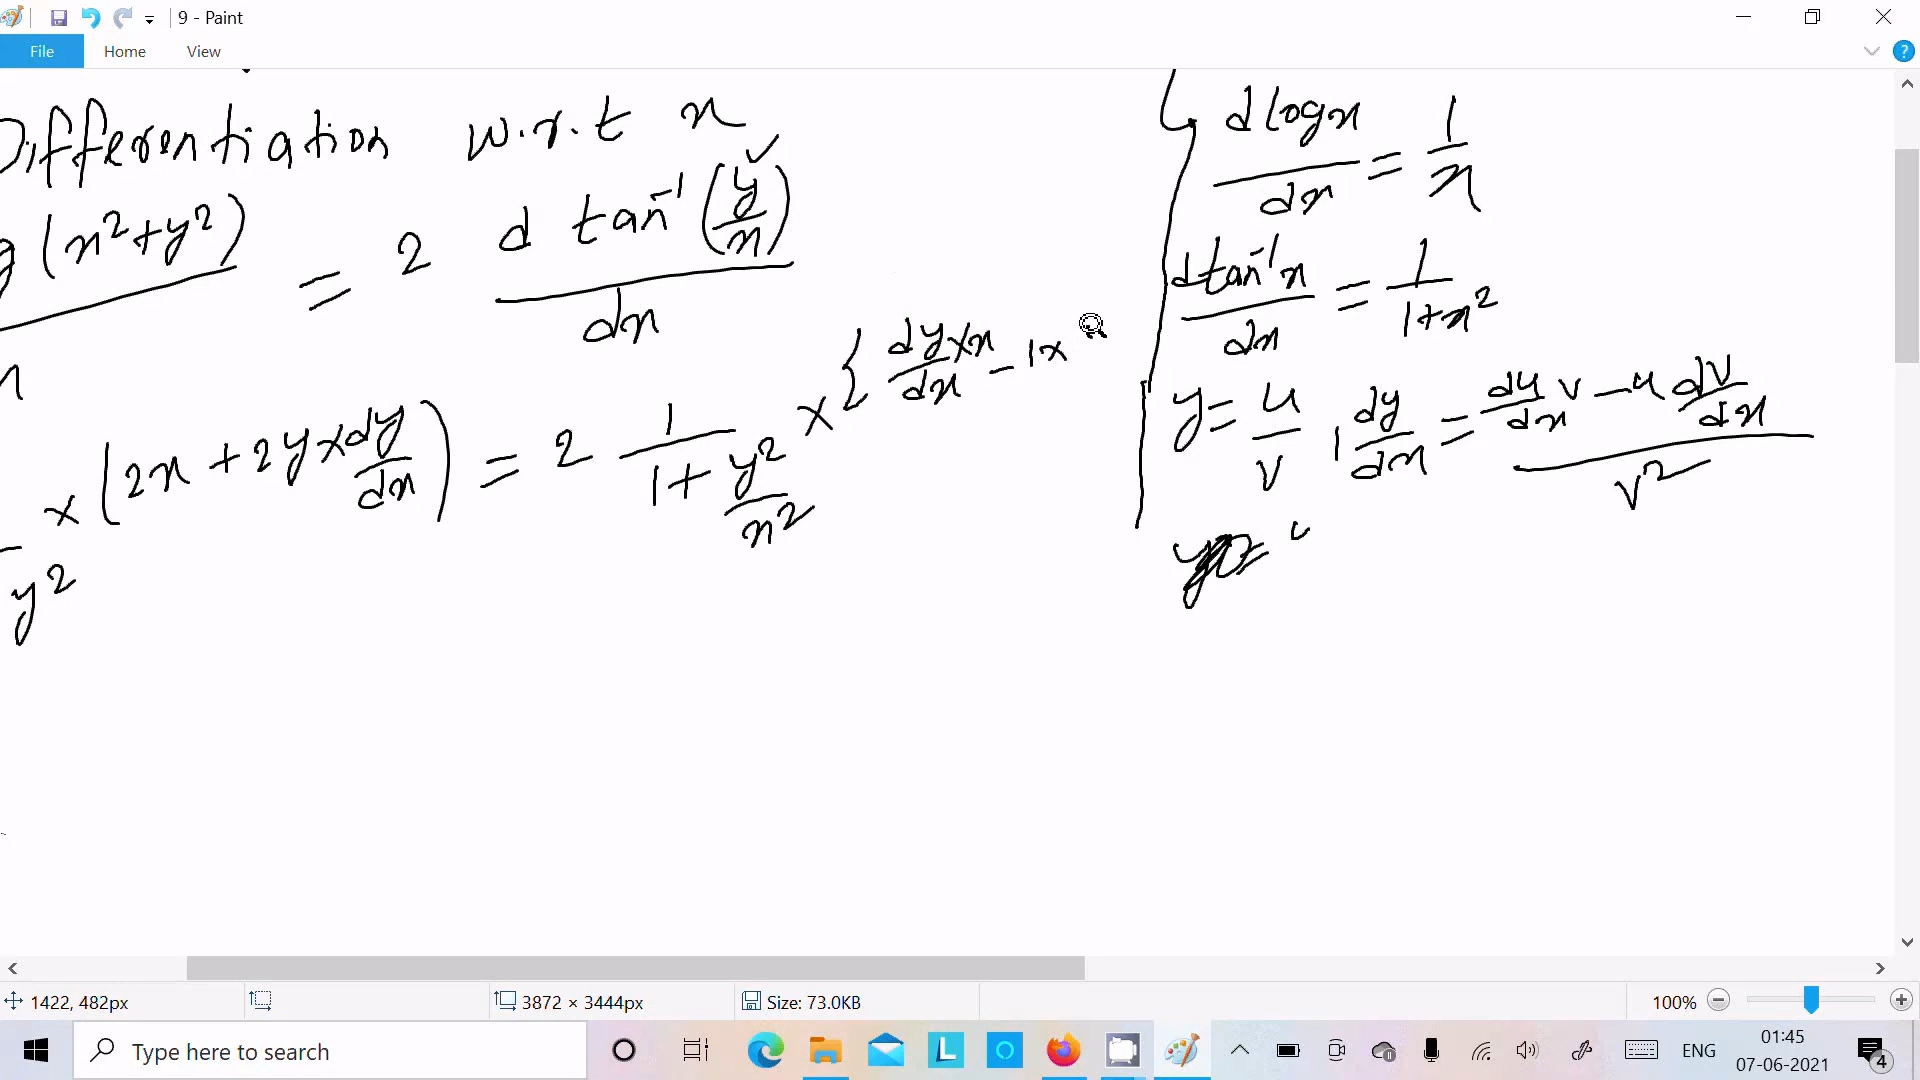 9 - Paint
File Home View
Differentiation w.r.t x
g (x²+y²) = 2 d tan⁻¹ (y/x)
dx
x
× (2x + 2y × dy/dx) = 2 1/(1 + y²/x²) × { dy/dx × x - 1×
y²
d log x / dx = 1/x
d tan⁻¹ x / dx = 1/(1+x²)
y = u/v , dy/dx = (du/dx v - u dv/dx) / v²
1422, 482px
3872 × 3444px
Size: 73.0KB
100%
Type here to search
ENG
01:45
07-06-2021
4